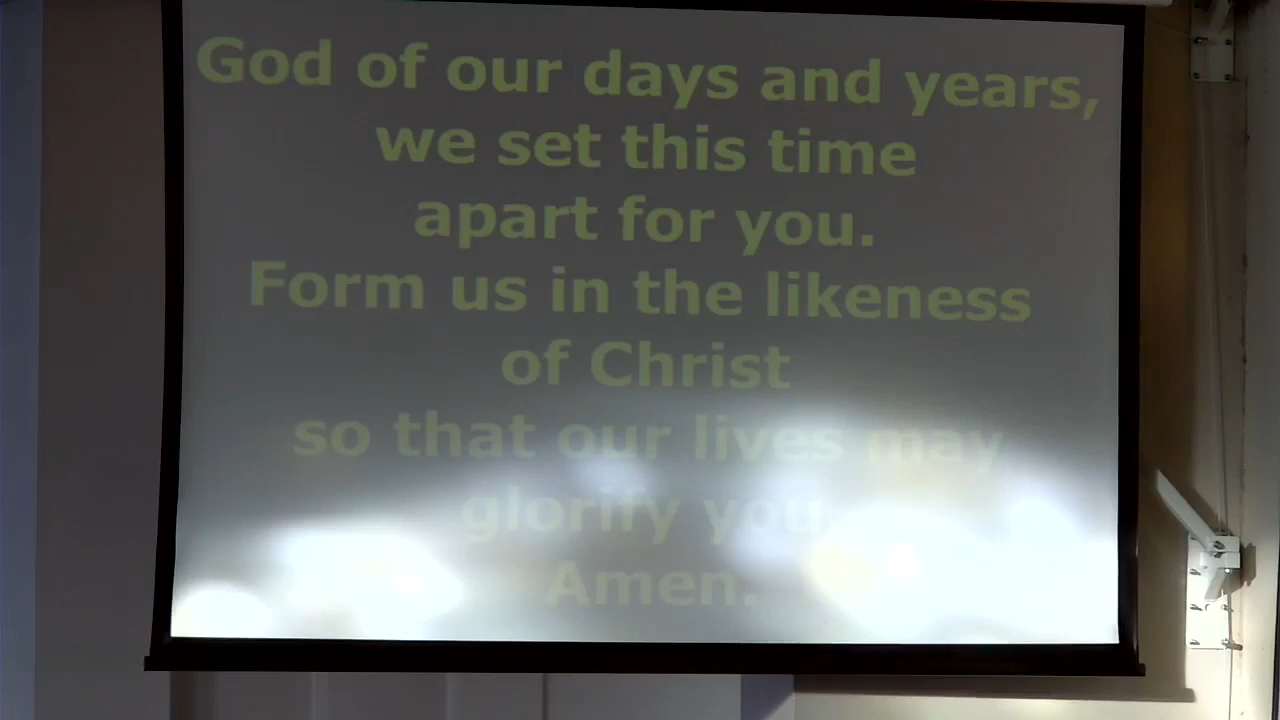 God of our days and years,
we set this time
apart for you.
Form us in the likeness
of Christ
so that our lives may
glorify you.
Amen.